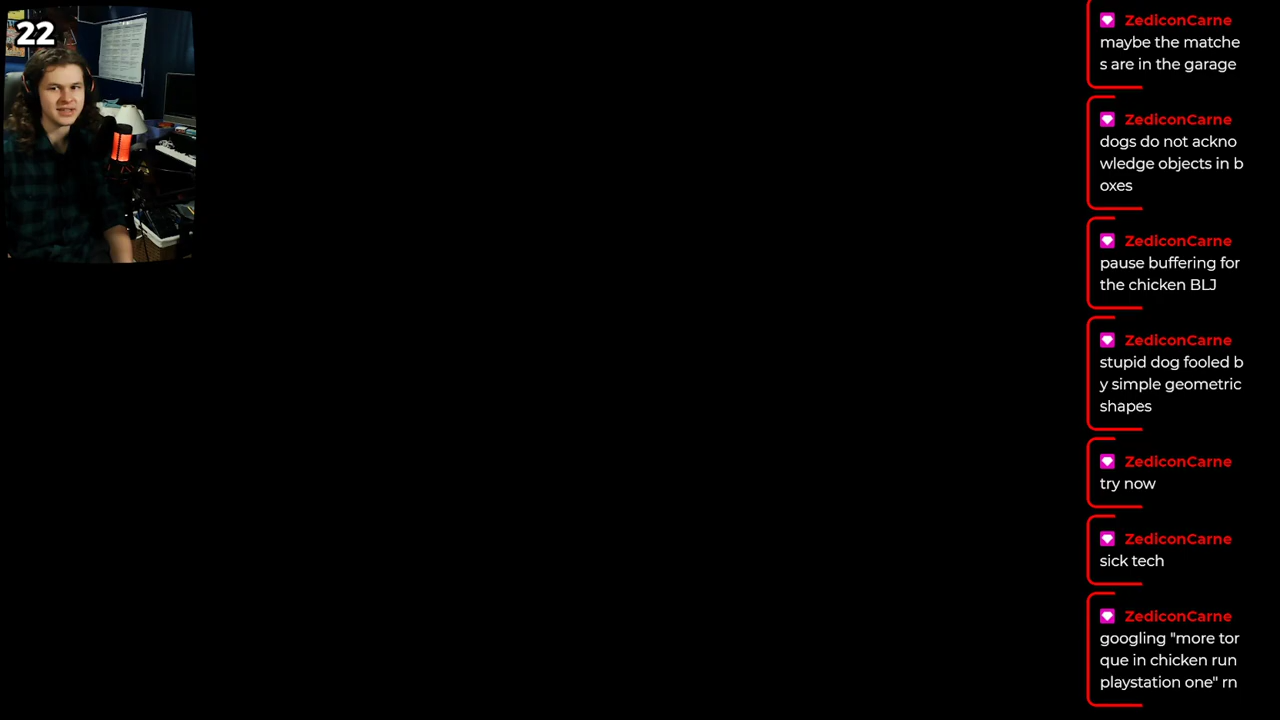 22
ZediconCarne
maybe the matche
s are in the garage
ZediconCarne
dogs do not ackno
wledge objects in b
oxes
ZediconCarne
pause buffering for
the chicken BLJ
ZediconCarne
stupid dog fooled b
y simple geometric
shapes
ZediconCarne
try now
ZediconCarne
sick tech
ZediconCarne
googling "more tor
que in chicken run
playstation one" rn